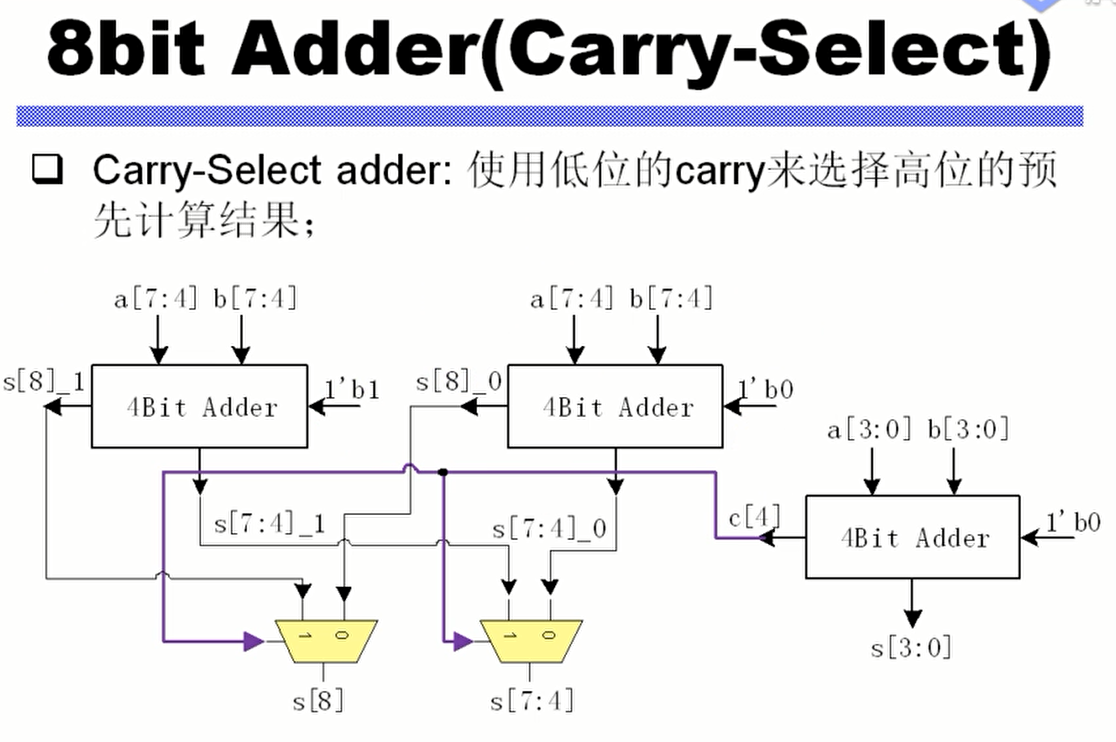 8bit Adder(Carry-Select)
❑ Carry-Select adder: 使用低位的carry来选择高位的预
先计算结果；
a[7:4] b[7:4]
a[7:4] b[7:4]
s[8]_1
4Bit Adder
1'b1
s[8]_0
4Bit Adder
1'b0
a[3:0] b[3:0]
s[7:4]_1
s[7:4]_0
c[4]
4Bit Adder
1'b0
1 0
1 0
s[3:0]
s[8]
s[7:4]